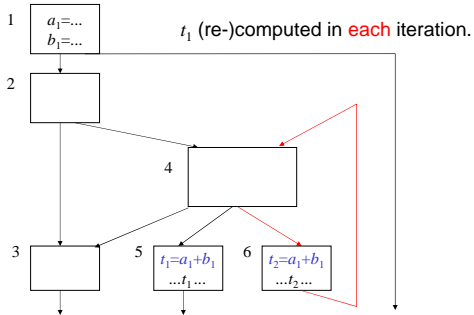 t₁ (re-)computed in each iteration.
1
a₁=...
b₁=...
2
4
3
5
t₁=a₁+b₁
...t₁...
6
t₂=a₁+b₁
...t₂...